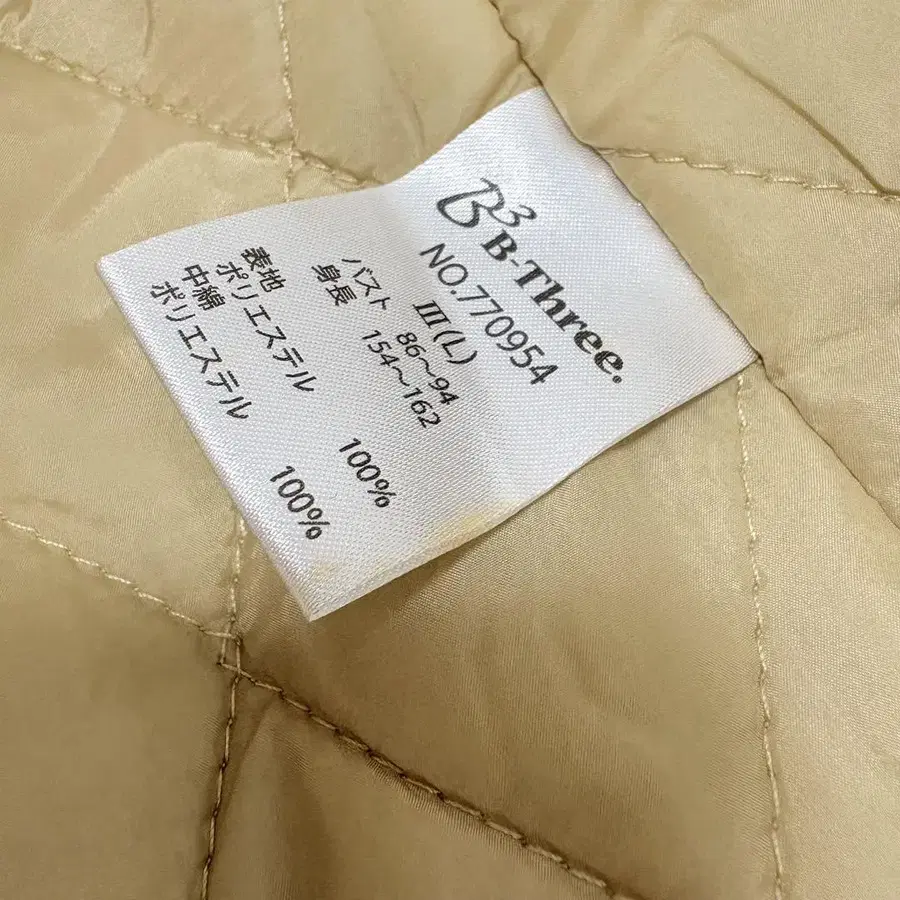 B3
B-Three.
NO.770954
III(L)
バスト 86～94
身長 154～162
表地
ポリエステル 100%
中綿
ポリエステル 100%